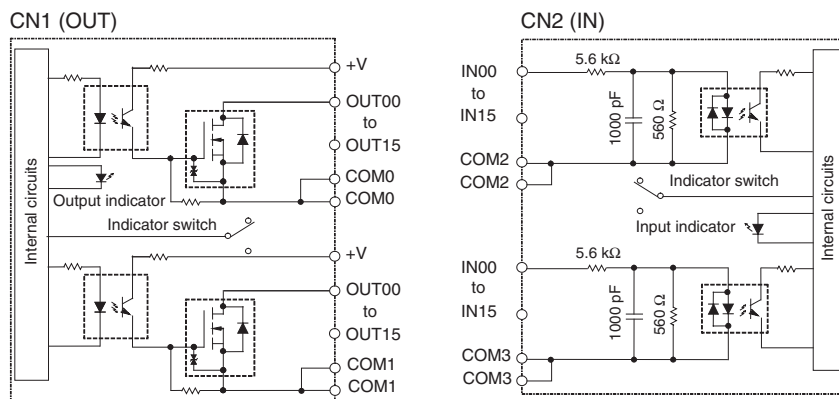 CN1 (OUT)
Internal circuits
+V
OUT00
to
OUT15
COM0
COM0
Output indicator
Indicator switch
+V
OUT00
to
OUT15
COM1
COM1
CN2 (IN)
IN00
to
IN15
COM2
COM2
5.6 kΩ
1000 pF
560 Ω
Indicator switch
Input indicator
Internal circuits
IN00
to
IN15
COM3
COM3
5.6 kΩ
1000 pF
560 Ω